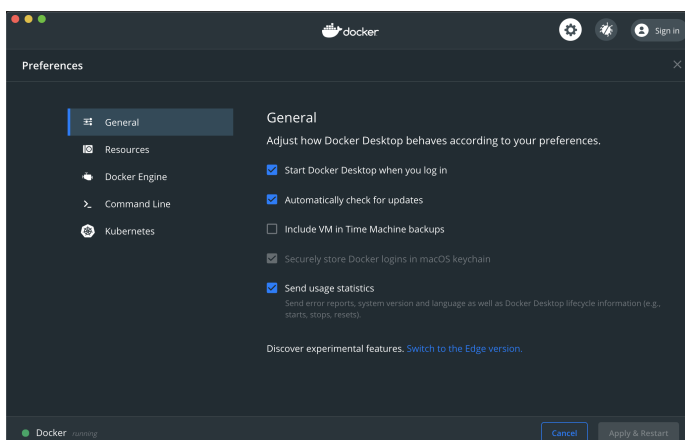 docker
Sign in
Preferences
General
Resources
Docker Engine
Command Line
Kubernetes
General
Adjust how Docker Desktop behaves according to your preferences.
Start Docker Desktop when you log in
Automatically check for updates
Include VM in Time Machine backups
Securely store Docker logins in macOS keychain
Send usage statistics
Send error reports, system version and language as well as Docker Desktop lifecycle information (e.g.,
starts, stops, resets).
Discover experimental features. Switch to the Edge version.
Docker running
Cancel
Apply & Restart